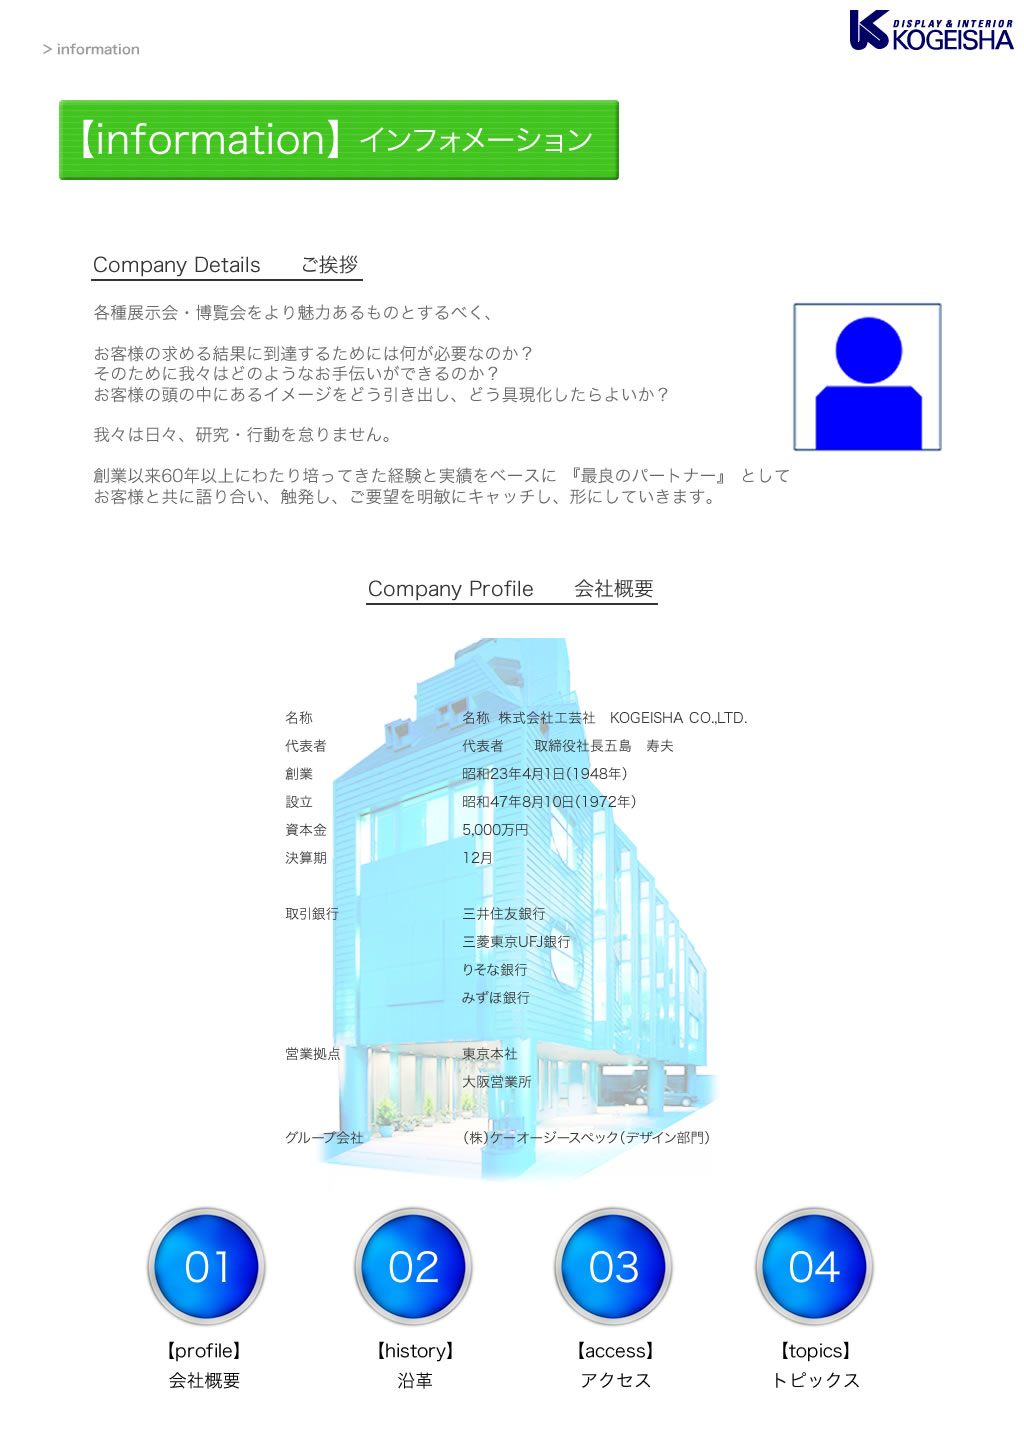 > information
DISPLAY & INTERIOR
KOGEISHA
【information】 インフォメーション
Company Details ご挨拶
各種展示会・博覧会をより魅力あるものとするべく、
お客様の求める結果に到達するためには何が必要なのか？
そのために我々はどのようなお手伝いができるのか？
お客様の頭の中にあるイメージをどう引き出し、どう具現化したらよいか？
我々は日々、研究・行動を怠りません。
創業以来60年以上にわたり培ってきた経験と実績をベースに 『最良のパートナー』 として
お客様と共に語り合い、触発し、ご要望を明敏にキャッチし、形にしていきます。
Company Profile 会社概要
名称 名称 株式会社工芸社 KOGEISHA CO.,LTD.
代表者 代表者 取締役社長五島 寿夫
創業 昭和23年4月1日(1948年)
設立 昭和47年8月10日(1972年)
資本金 5,000万円
決算期 12月
取引銀行 三井住友銀行
三菱東京UFJ銀行
りそな銀行
みずほ銀行
営業拠点 東京本社
大阪営業所
グループ会社 (株)ケーオージースペック(デザイン部門)
01 02 03 04
【profile】 【history】 【access】 【topics】
会社概要 沿革 アクセス トピックス